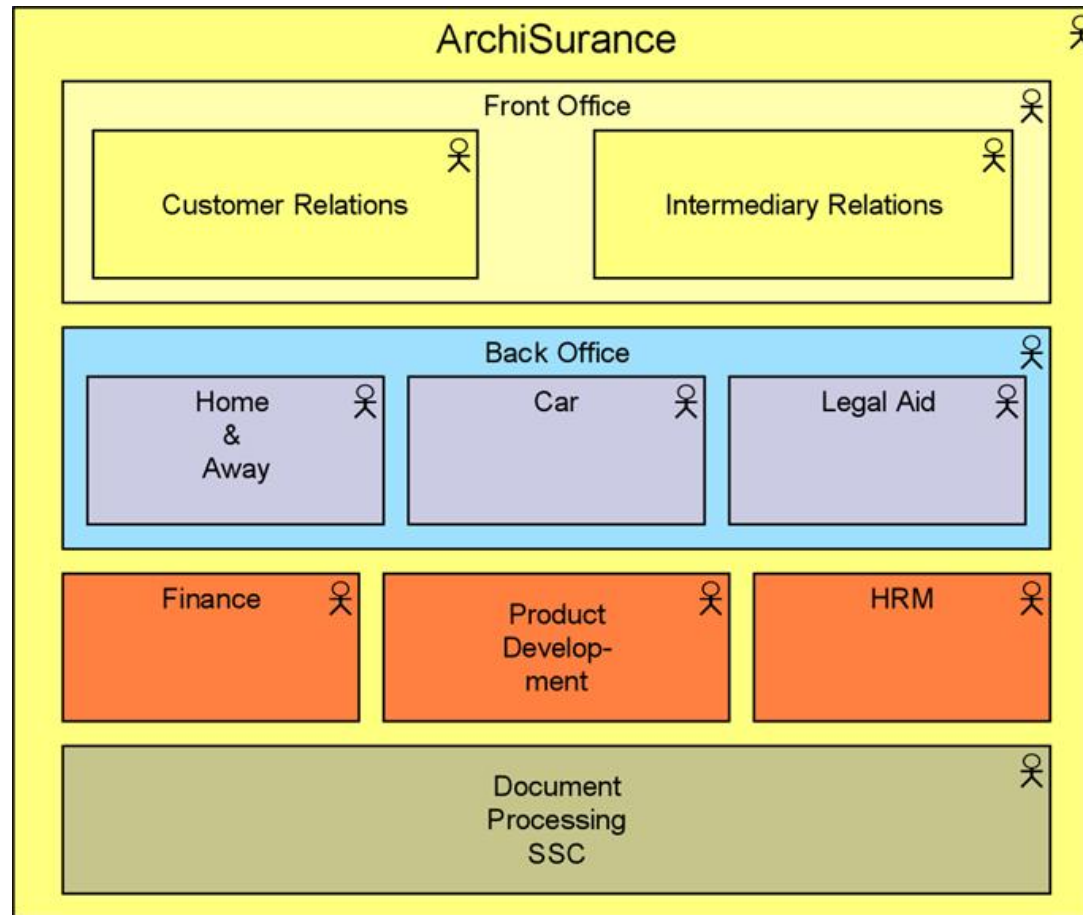 ArchiSurance
Front Office
Customer Relations
Intermediary Relations
Back Office
Home
&
Away
Car
Legal Aid
Finance
Product
Develop-
ment
HRM
Document
Processing
SSC